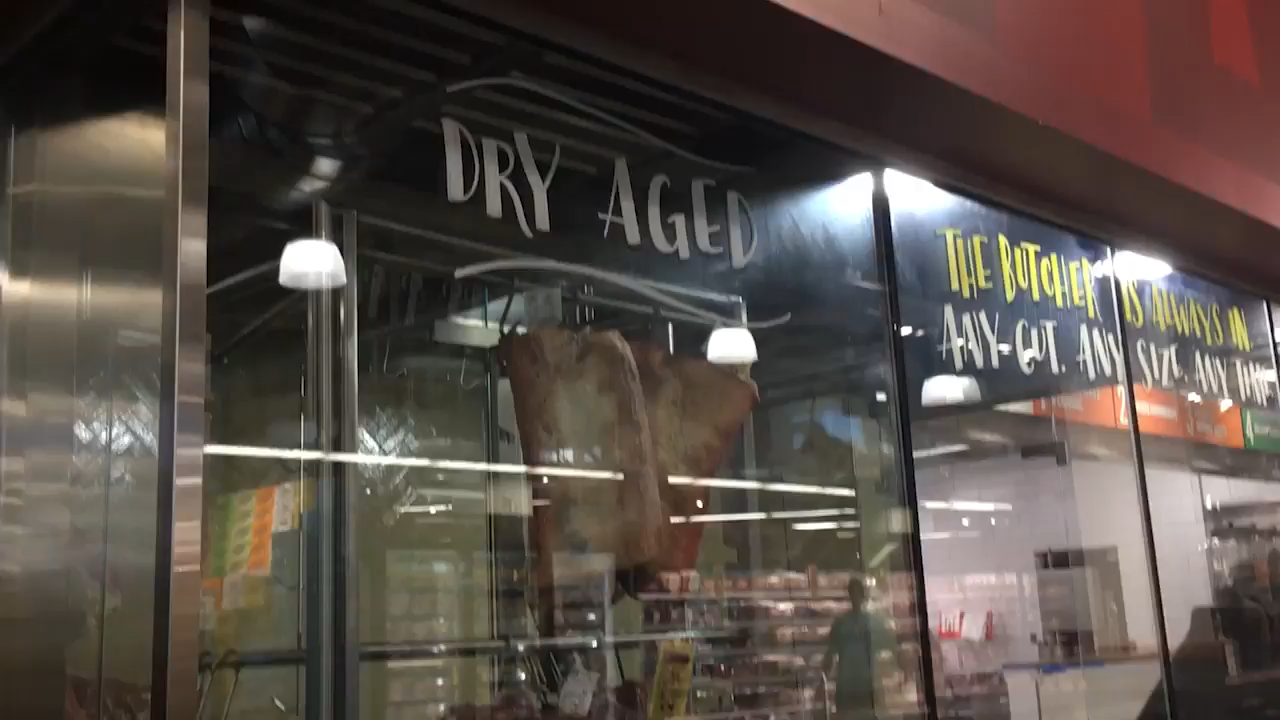 DRY AGED
THE BUTCHER IS ALWAYS IN.
ANY CUT. ANY SIZE. ANY